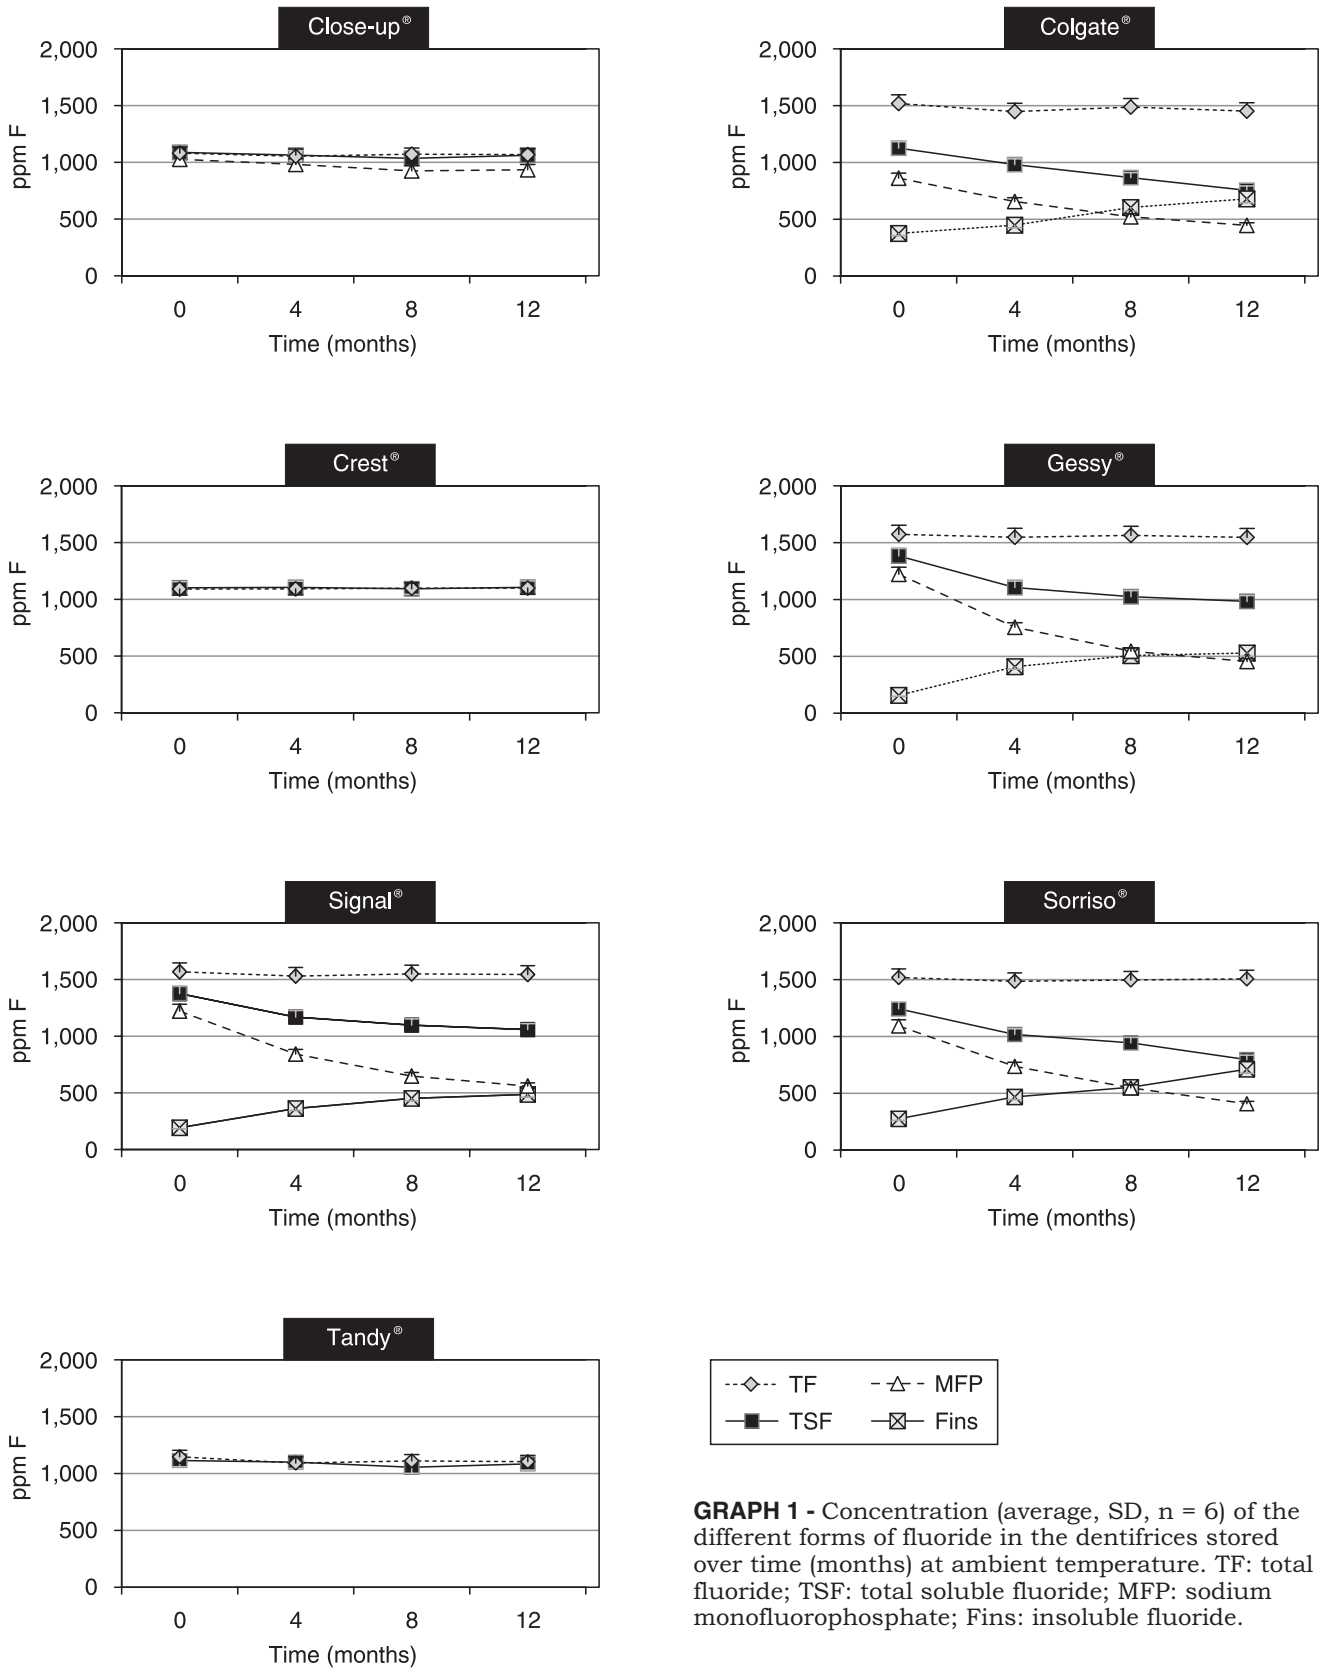 Close-up®
2,000
1,500
1,000
500
0
ppm F
0 4 8 12
Time (months)
Colgate®
2,000
1,500
1,000
500
0
ppm F
0 4 8 12
Time (months)
Crest®
2,000
1,500
1,000
500
0
ppm F
0 4 8 12
Time (months)
Gessy®
2,000
1,500
1,000
500
0
ppm F
0 4 8 12
Time (months)
Signal®
2,000
1,500
1,000
500
0
ppm F
0 4 8 12
Time (months)
Sorriso®
2,000
1,500
1,000
500
0
ppm F
0 4 8 12
Time (months)
Tandy®
2,000
1,500
1,000
500
0
ppm F
0 4 8 12
Time (months)
TF MFP
TSF Fins
GRAPH 1 - Concentration (average, SD, n = 6) of the
different forms of fluoride in the dentifrices stored
over time (months) at ambient temperature. TF: total
fluoride; TSF: total soluble fluoride; MFP: sodium
monofluorophosphate; Fins: insoluble fluoride.